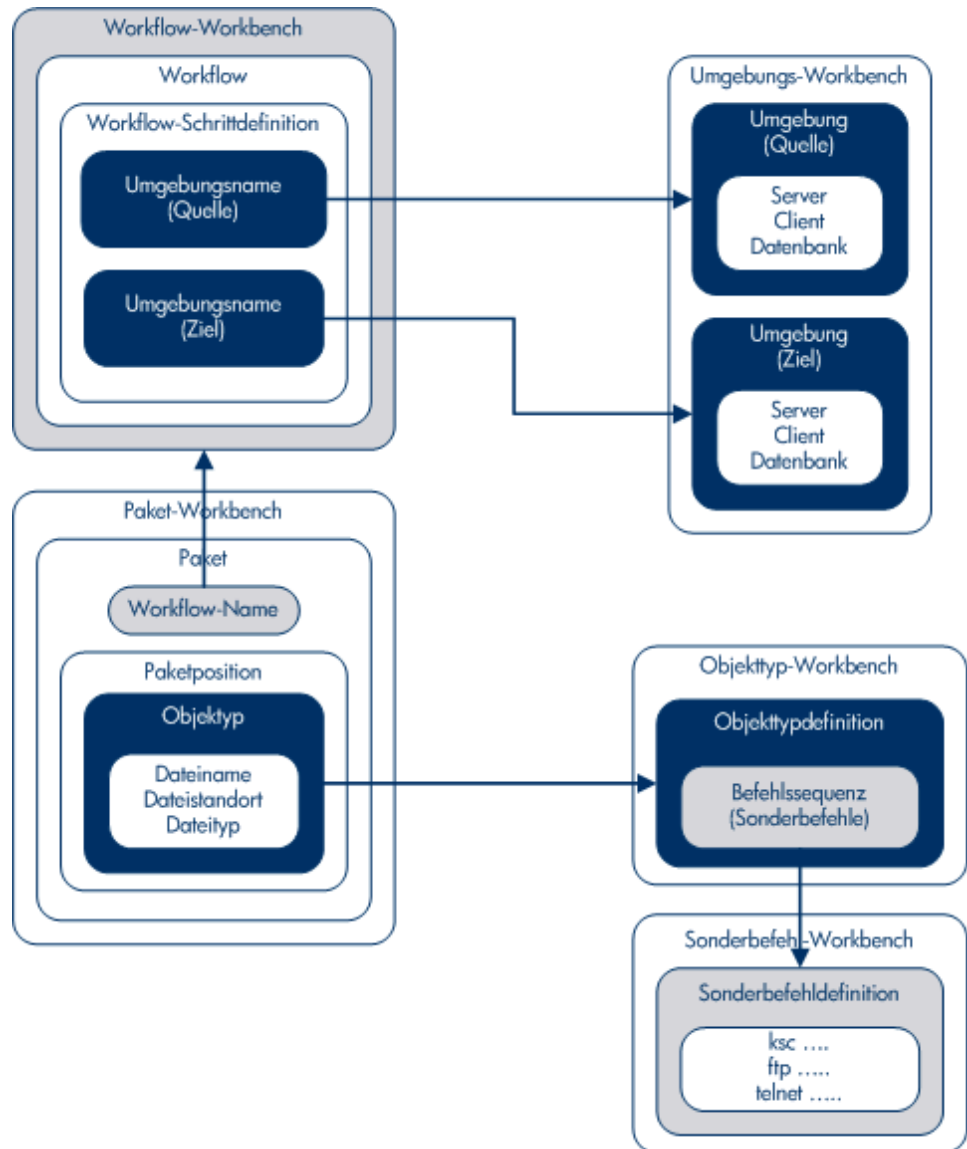 Workflow-Workbench
Workflow
Workflow-Schrittdefinition
Umgebungsname
(Quelle)
Umgebungsname
(Ziel)
Umgebungs-Workbench
Umgebung
(Quelle)
Server
Client
Datenbank
Umgebung
(Ziel)
Server
Client
Datenbank
Paket-Workbench
Paket
Workflow-Name
Paketposition
Objektyp
Dateiname
Dateistandort
Dateityp
Objekttyp-Workbench
Objekttypdefinition
Befehlssequenz
(Sonderbefehle)
Sonderbefehl-Workbench
Sonderbefehldefinition
ksc ....
ftp .....
telnet .....